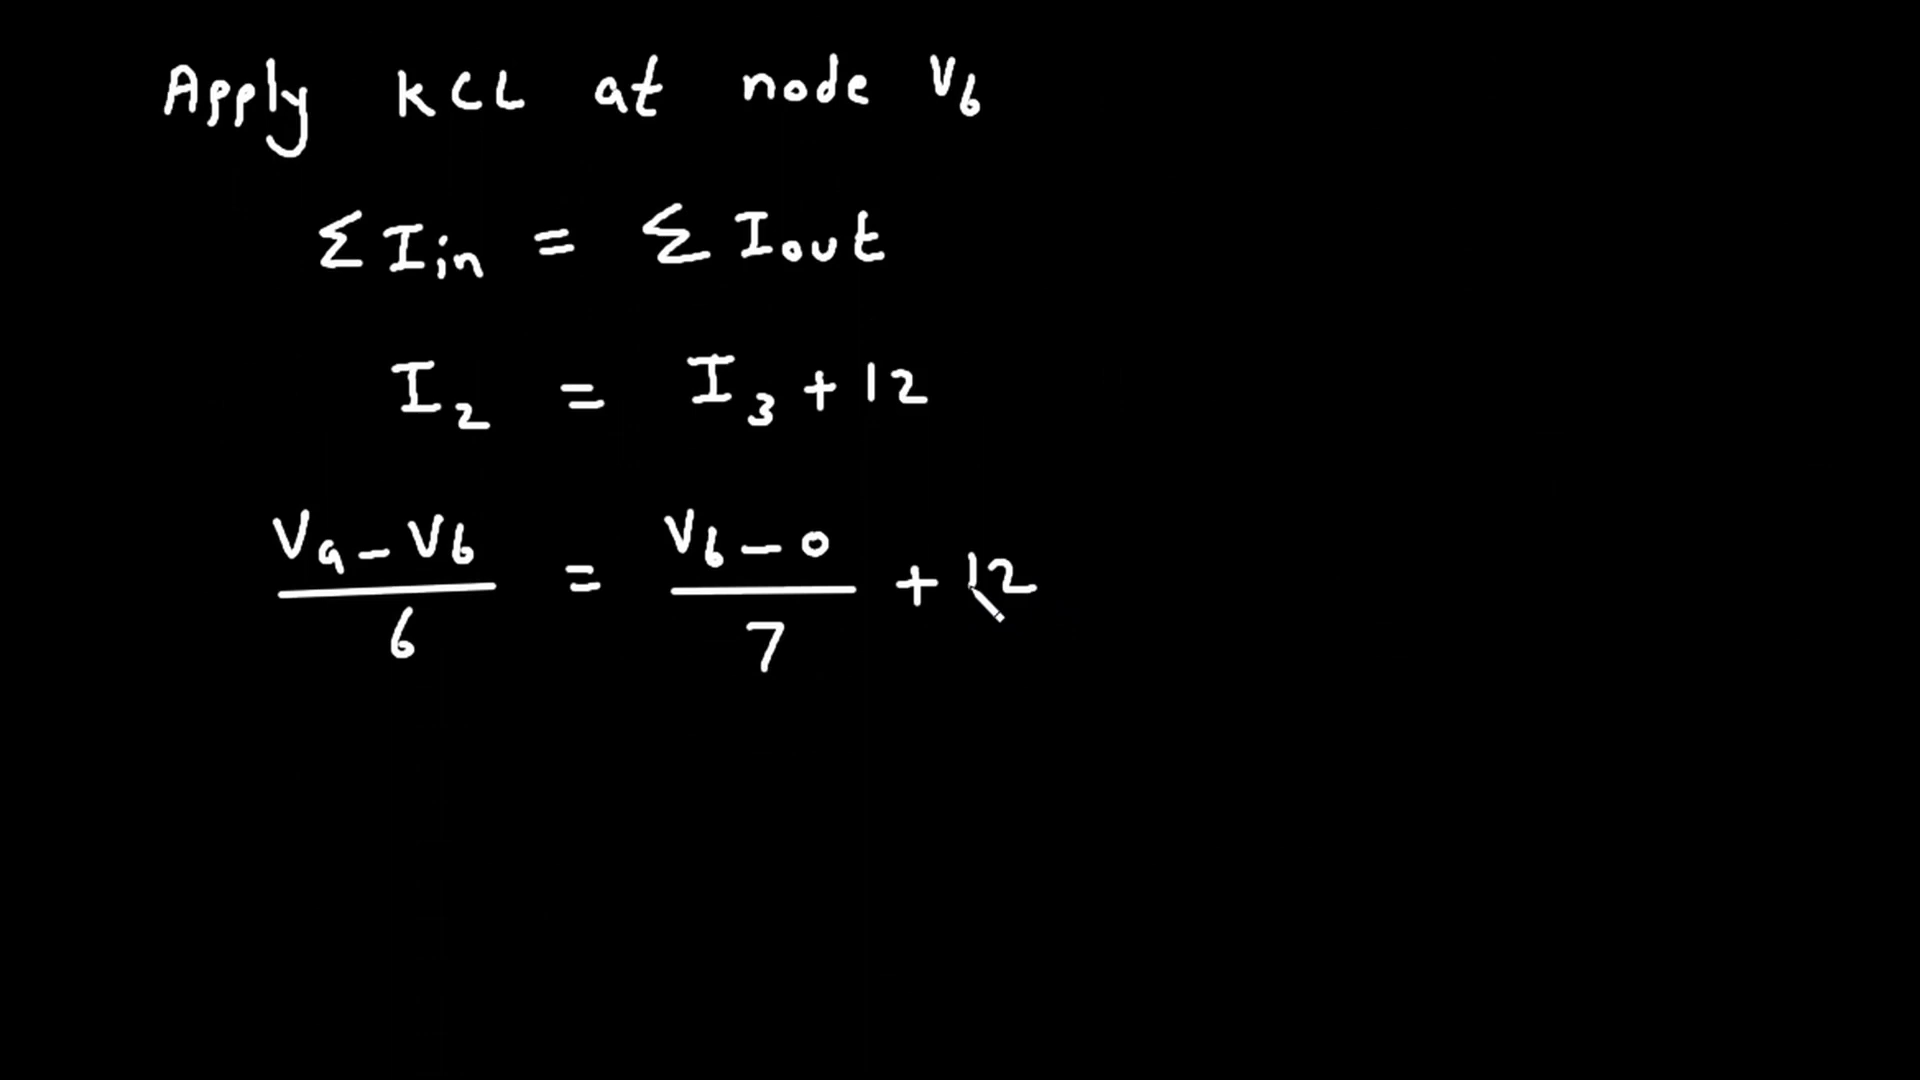 Apply KCL at node Vb
Σ Iin = Σ Iout
I2 = I3 + 12
(Va - Vb)/6 = (Vb - 0)/7 + 12